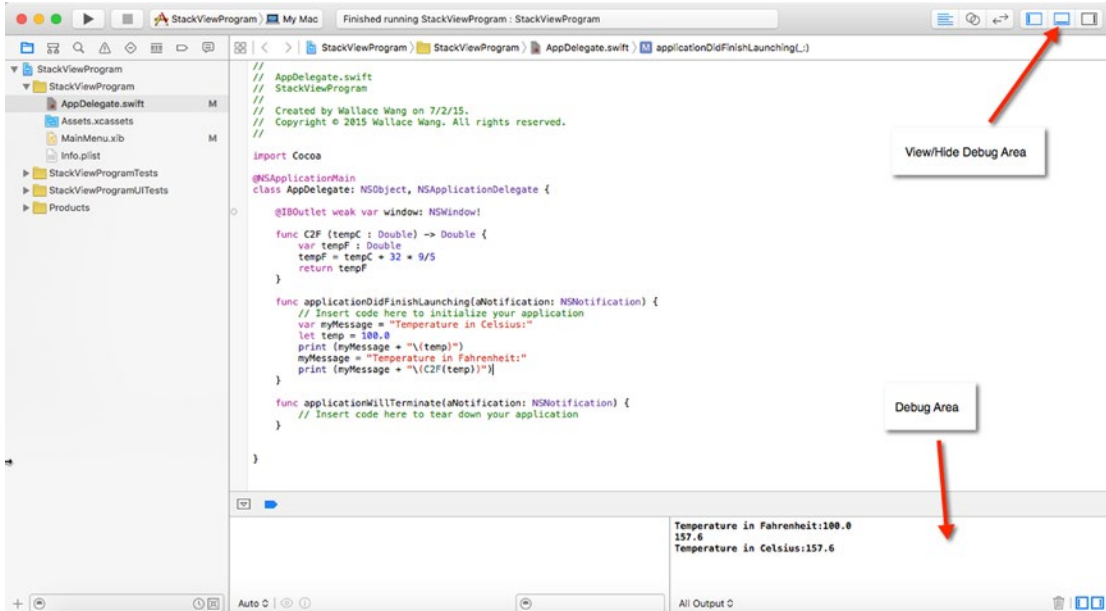 StackViewProgram My Mac
Finished running StackViewProgram : StackViewProgram
StackViewProgram StackViewProgram AppDelegate.swift M applicationDidFinishLaunching(_:)
StackViewProgram
StackViewProgram
AppDelegate.swift M
Assets.xcassets
MainMenu.xib M
Info.plist
StackViewProgramTests
StackViewProgramUITests
Products
//
// AppDelegate.swift
// StackViewProgram
//
// Created by Wallace Wang on 7/2/15.
// Copyright © 2015 Wallace Wang. All rights reserved.
//
import Cocoa
@NSApplicationMain
class AppDelegate: NSObject, NSApplicationDelegate {
@IBOutlet weak var window: NSWindow!
func C2F (tempC : Double) -> Double {
var tempF : Double
tempF = tempC + 32 * 9/5
return tempF
}
func applicationDidFinishLaunching(aNotification: NSNotification) {
// Insert code here to initialize your application
var myMessage = "Temperature in Celsius:"
let temp = 100.0
print (myMessage + "\(temp)")
myMessage = "Temperature in Fahrenheit:"
print (myMessage + "\(C2F(temp))")
}
func applicationWillTerminate(aNotification: NSNotification) {
// Insert code here to tear down your application
}
}
View/Hide Debug Area
Debug Area
Temperature in Fahrenheit:100.0
157.6
Temperature in Celsius:157.6
Auto
All Output